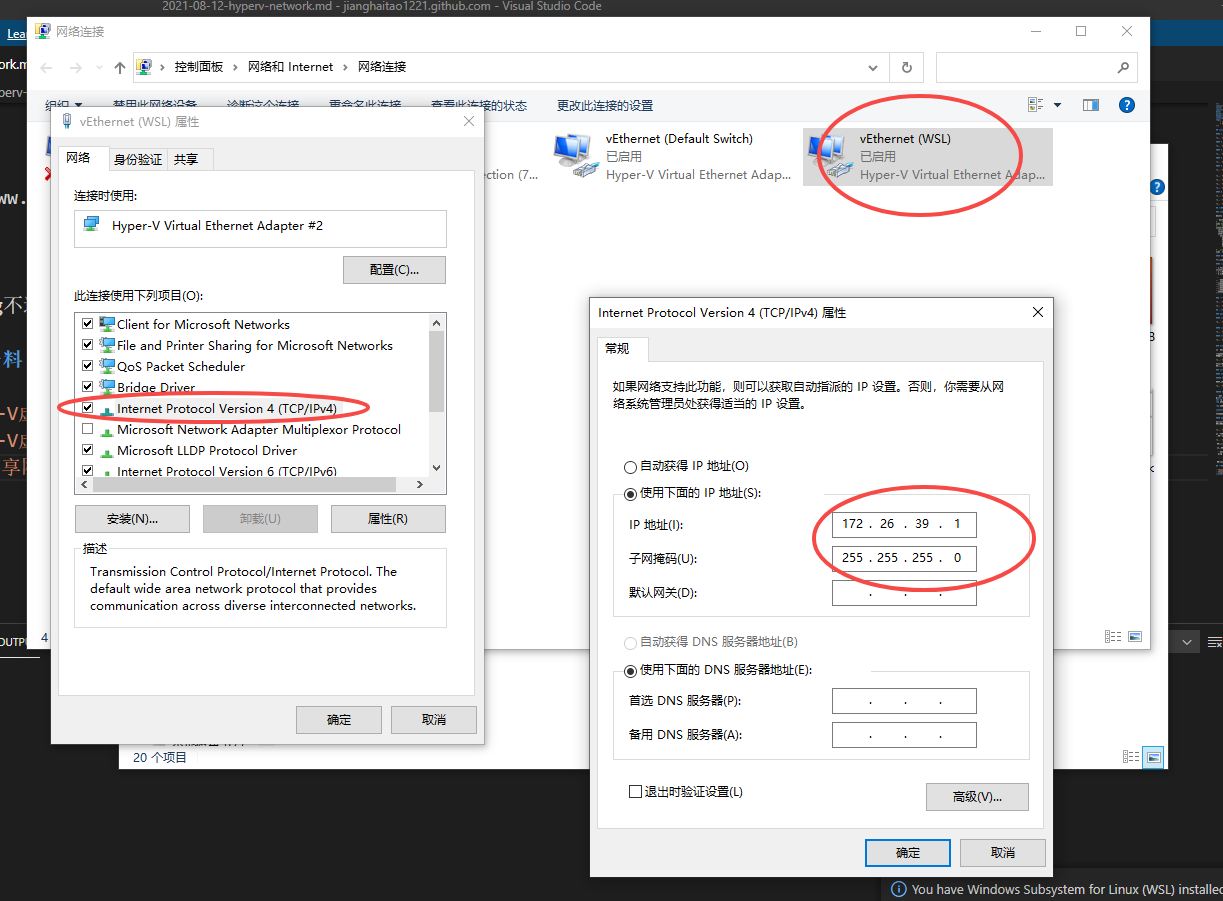 2021-08-12-hyperv-network.md - jianghaitao1221.github.com - Visual Studio Code
网络连接
控制面板 › 网络和 Internet › 网络连接
组织 禁用此网络设备 诊断这个连接 重命名此连接 查看此连接的状态 更改此连接的设置
vEthernet (Default Switch)
已启用
Hyper-V Virtual Ethernet Adap...
vEthernet (WSL)
已启用
Hyper-V Virtual Ethernet Adap...
ection (7...
vEthernet (WSL) 属性
网络 身份验证 共享
连接时使用:
Hyper-V Virtual Ethernet Adapter #2
配置(C)...
此连接使用下列项目(O):
Client for Microsoft Networks
File and Printer Sharing for Microsoft Networks
QoS Packet Scheduler
Bridge Driver
Internet Protocol Version 4 (TCP/IPv4)
Microsoft Network Adapter Multiplexor Protocol
Microsoft LLDP Protocol Driver
Internet Protocol Version 6 (TCP/IPv6)
安装(N)... 卸载(U) 属性(R)
描述
Transmission Control Protocol/Internet Protocol. The
default wide area network protocol that provides
communication across diverse interconnected networks.
确定 取消
20 个项目
Internet Protocol Version 4 (TCP/IPv4) 属性
常规
如果网络支持此功能，则可以获取自动指派的 IP 设置。否则，你需要从网
络系统管理员处获得适当的 IP 设置。
自动获得 IP 地址(O)
使用下面的 IP 地址(S):
IP 地址(I): 172 . 26 . 39 . 1
子网掩码(U): 255 . 255 . 255 . 0
默认网关(D): . . .
自动获得 DNS 服务器地址(B)
使用下面的 DNS 服务器地址(E):
首选 DNS 服务器(P): . . .
备用 DNS 服务器(A): . . .
退出时验证设置(L)
高级(V)...
确定 取消
You have Windows Subsystem for Linux (WSL) installed